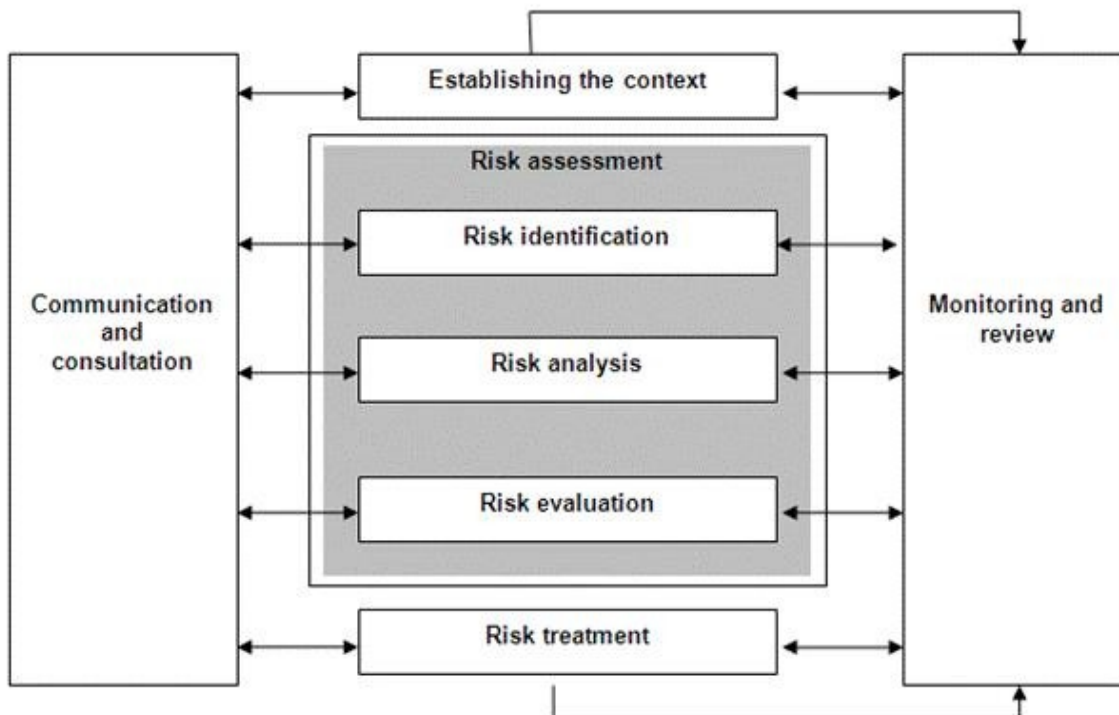 Establishing the context
Risk assessment
Risk identification
Communication
and
consultation
Monitoring and
review
Risk analysis
Risk evaluation
Risk treatment